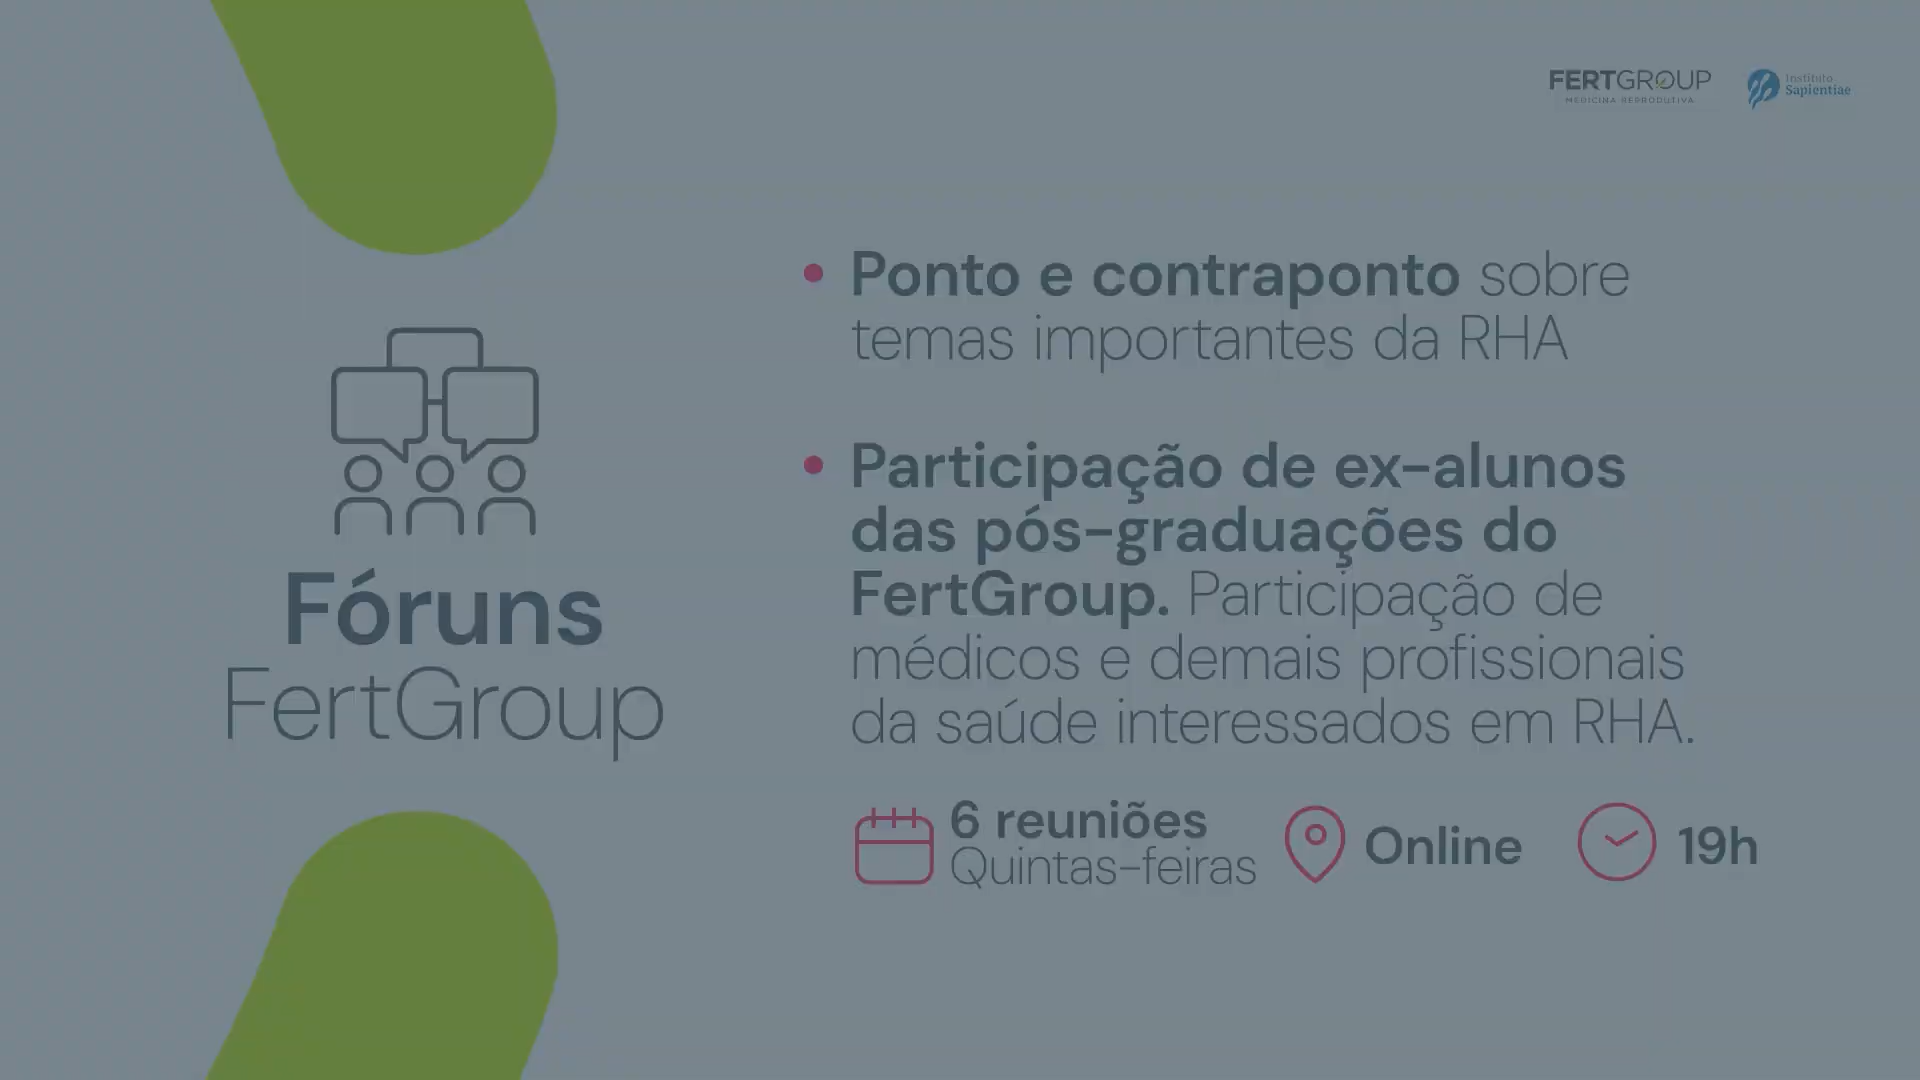 FERTGROUP
MEDICINA REPRODUTIVA
Instituto
Sapientiae
Fóruns
FertGroup
• Ponto e contraponto sobre
temas importantes da RHA
• Participação de ex-alunos
das pós-graduações do
FertGroup. Participação de
médicos e demais profissionais
da saúde interessados em RHA.
6 reuniões
Quintas-feiras
Online
19h